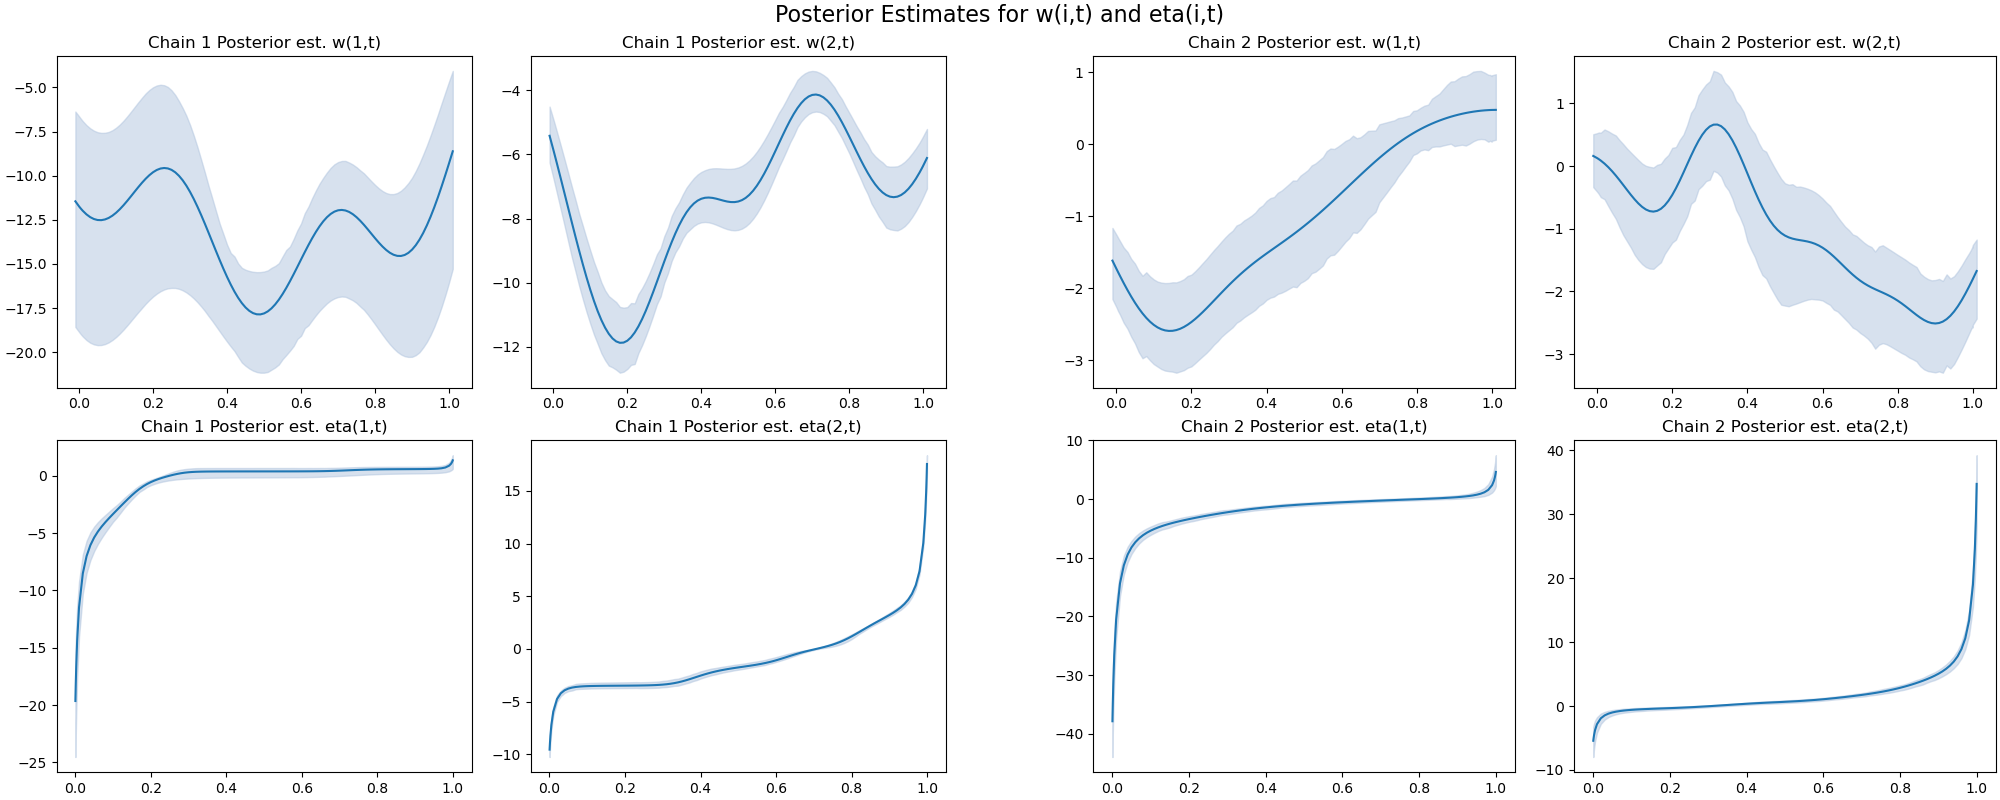 Posterior Estimates for w(i,t) and eta(i,t)
Chain 1 Posterior est. w(1,t)
−5.0
−7.5
−10.0
−12.5
−15.0
−17.5
−20.0
0.0 0.2 0.4 0.6 0.8 1.0
Chain 1 Posterior est. w(2,t)
−4
−6
−8
−10
−12
0.0 0.2 0.4 0.6 0.8 1.0
Chain 2 Posterior est. w(1,t)
1
0
−1
−2
−3
0.0 0.2 0.4 0.6 0.8 1.0
Chain 2 Posterior est. w(2,t)
1
0
−1
−2
−3
0.0 0.2 0.4 0.6 0.8 1.0
Chain 1 Posterior est. eta(1,t)
0
−5
−10
−15
−20
−25
0.0 0.2 0.4 0.6 0.8 1.0
Chain 1 Posterior est. eta(2,t)
15
10
5
0
−5
−10
0.0 0.2 0.4 0.6 0.8 1.0
Chain 2 Posterior est. eta(1,t)
10
0
−10
−20
−30
−40
0.0 0.2 0.4 0.6 0.8 1.0
Chain 2 Posterior est. eta(2,t)
40
30
20
10
0
−10
0.0 0.2 0.4 0.6 0.8 1.0